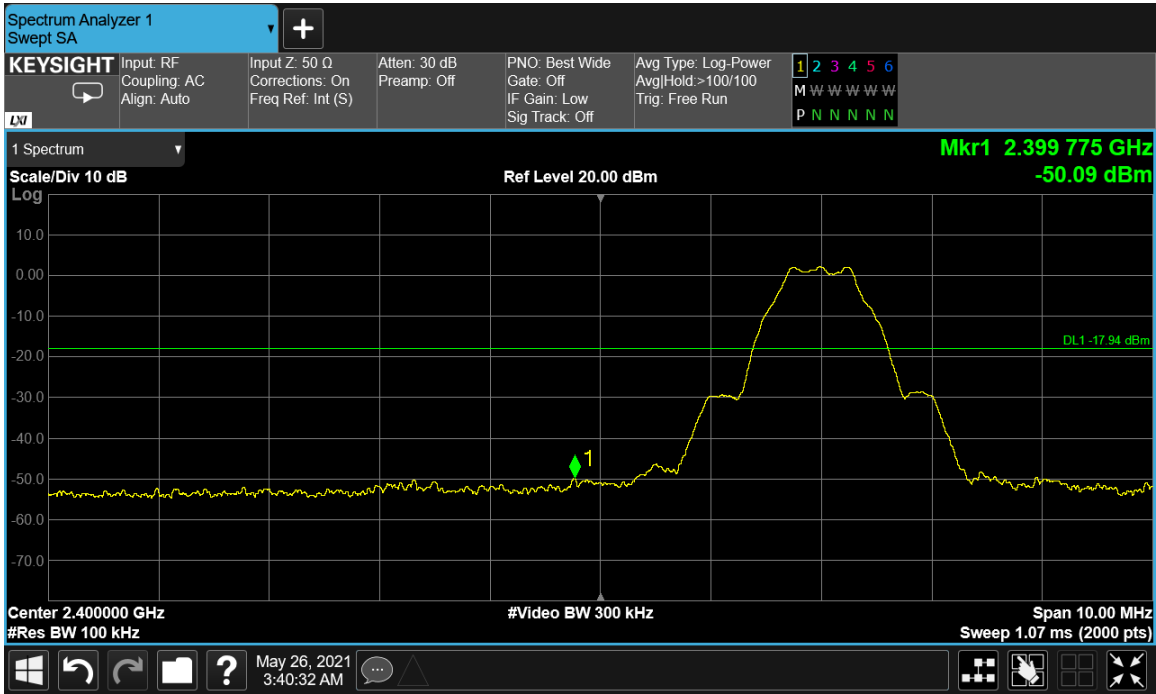 Spectrum Analyzer 1
Swept SA
+
KEYSIGHT
LXI
Input: RF
Coupling: AC
Align: Auto
Input Z: 50 Ω
Corrections: On
Freq Ref: Int (S)
Atten: 30 dB
Preamp: Off
PNO: Best Wide
Gate: Off
IF Gain: Low
Sig Track: Off
Avg Type: Log-Power
Avg|Hold:>100/100
Trig: Free Run
1 2 3 4 5 6
M W W W W W
P N N N N N
1 Spectrum
Mkr1 2.399 775 GHz
-50.09 dBm
Scale/Div 10 dB
Ref Level 20.00 dBm
Log
10.0
0.00
-10.0
-20.0
-30.0
-40.0
-50.0
-60.0
-70.0
DL1 -17.94 dBm
1
Center 2.400000 GHz
#Video BW 300 kHz
Span 10.00 MHz
#Res BW 100 kHz
Sweep 1.07 ms (2000 pts)
?
May 26, 2021
3:40:32 AM